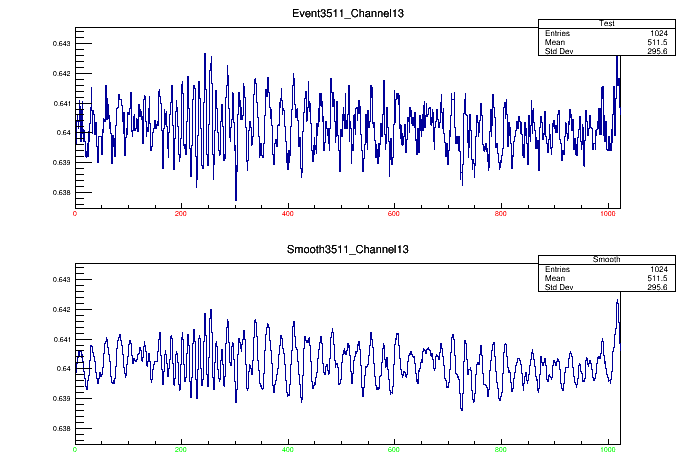 Event3511_Channel13
Test
Entries 1024
Mean 511.5
Std Dev 295.6
0.643
0.642
0.641
0.64
0.639
0.638
0 200 400 600 800 1000
Smooth3511_Channel13
Smooth
Entries 1024
Mean 511.5
Std Dev 295.6
0.643
0.642
0.641
0.64
0.639
0.638
0 200 400 600 800 1000